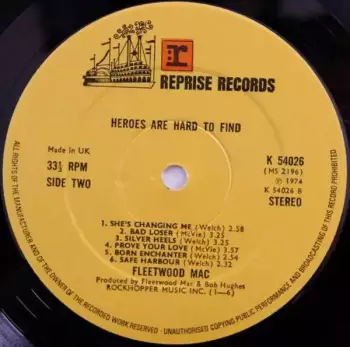 r
REPRISE RECORDS
HEROES ARE HARD TO FIND
Made in UK
33⅓ RPM
SIDE TWO
K 54026
(MS 2196)
Ⓟ 1974
K 54026 B
STEREO
1. SHE'S CHANGING ME (Welch) 2.58
2. BAD LOSER (McVie) 3.25
3. SILVER HEELS (Welch) 3.25
4. PROVE YOUR LOVE (McVie) 3.57
5. BORN ENCHANTER (Welch) 2.54
6. SAFE HARBOUR (Welch) 2.32
FLEETWOOD MAC
Produced by Fleetwood Mac & Bob Hughes
ROCKHOPPER MUSIC INC. (1—6)
ALL RIGHTS OF THE MANUFACTURER AND OF THE OWNER OF THE RECORDED WORK RESERVED · UNAUTHORISED COPYING PUBLIC PERFORMANCE AND BROADCASTING OF THIS RECORD PROHIBITED